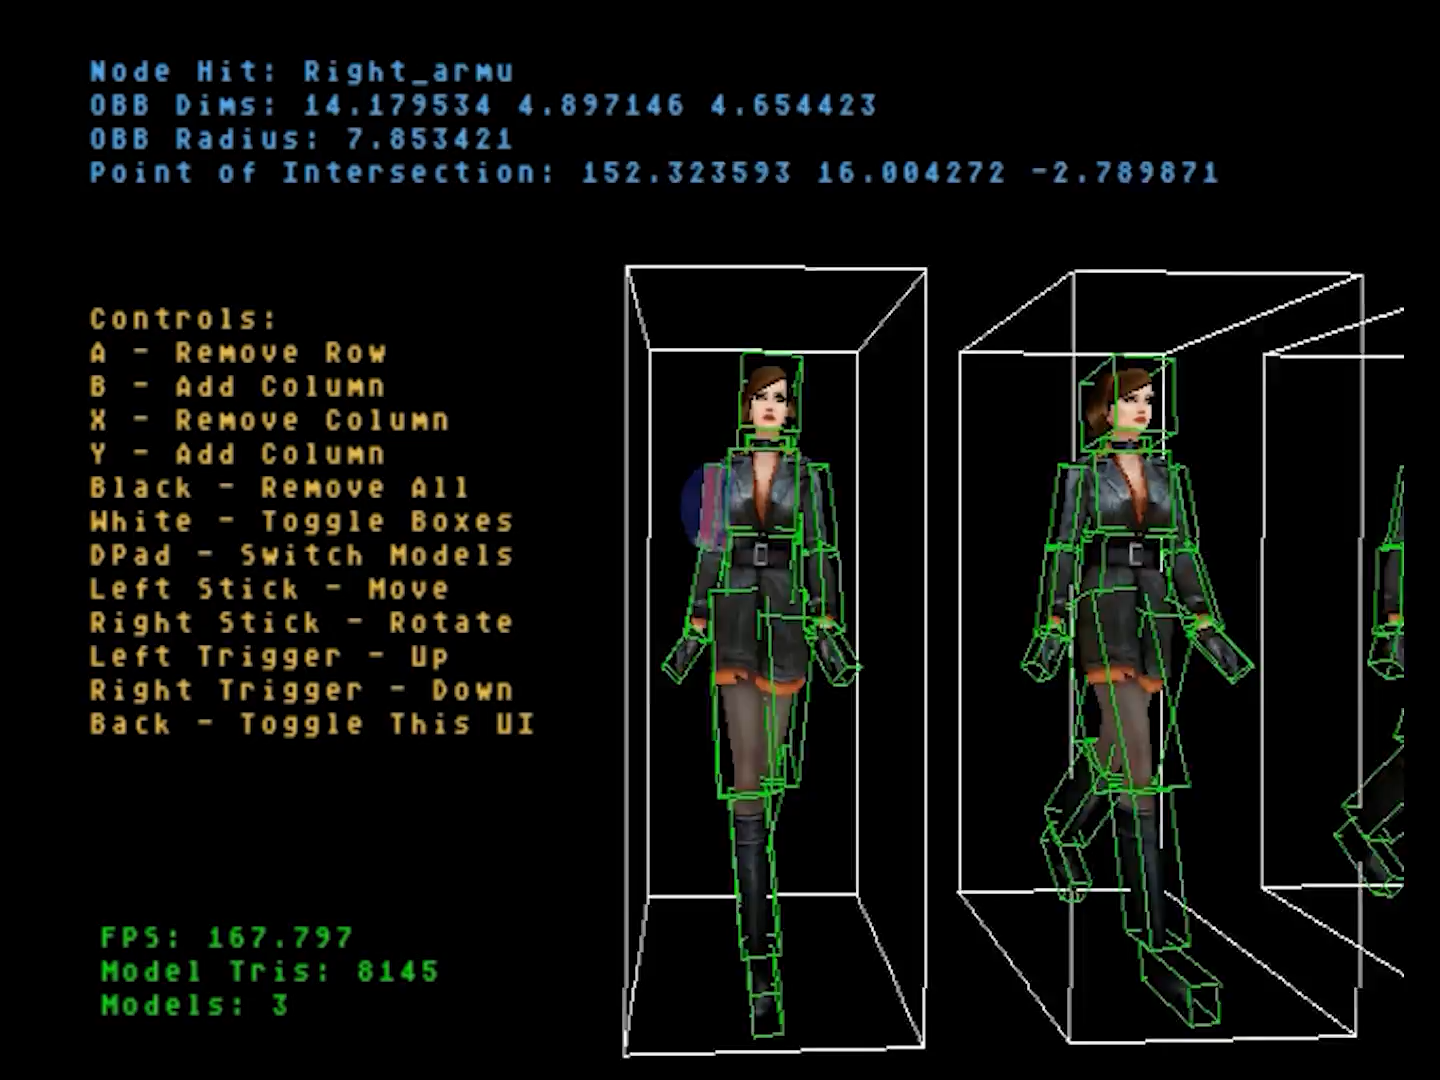 Node Hit: Right_armu
OBB Dims: 14.179534 4.897146 4.654423
OBB Radius: 7.853421
Point of Intersection: 152.323593 16.004272 -2.789871
Controls:
A - Remove Row
B - Add Column
X - Remove Column
Y - Add Column
Black - Remove All
White - Toggle Boxes
DPad - Switch Models
Left Stick - Move
Right Stick - Rotate
Left Trigger - Up
Right Trigger - Down
Back - Toggle This UI
FPS: 167.797
Model Tris: 8145
Models: 3